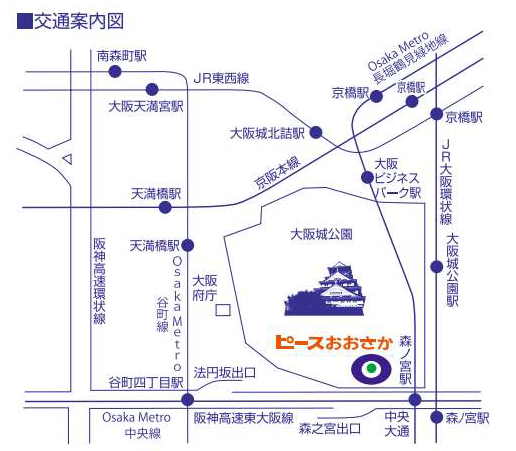 ■交通案内図
南森町駅
JR東西線
Osaka Metro
長堀鶴見緑地線
大阪天満宮駅
京橋駅
京橋駅
京橋駅
大阪城北詰駅
京阪本線
大阪
ビジネス
パーク駅
JR大阪環状線
天満橋駅
天満橋駅
大阪城公園
大阪城公園駅
阪神高速環状線
Osaka Metro
谷町線
大阪
府庁
ピースおおさか
森ノ宮駅
法円坂出口
谷町四丁目駅
Osaka Metro
中央線
阪神高速東大阪線
森之宮出口
中央
大通
森ノ宮駅